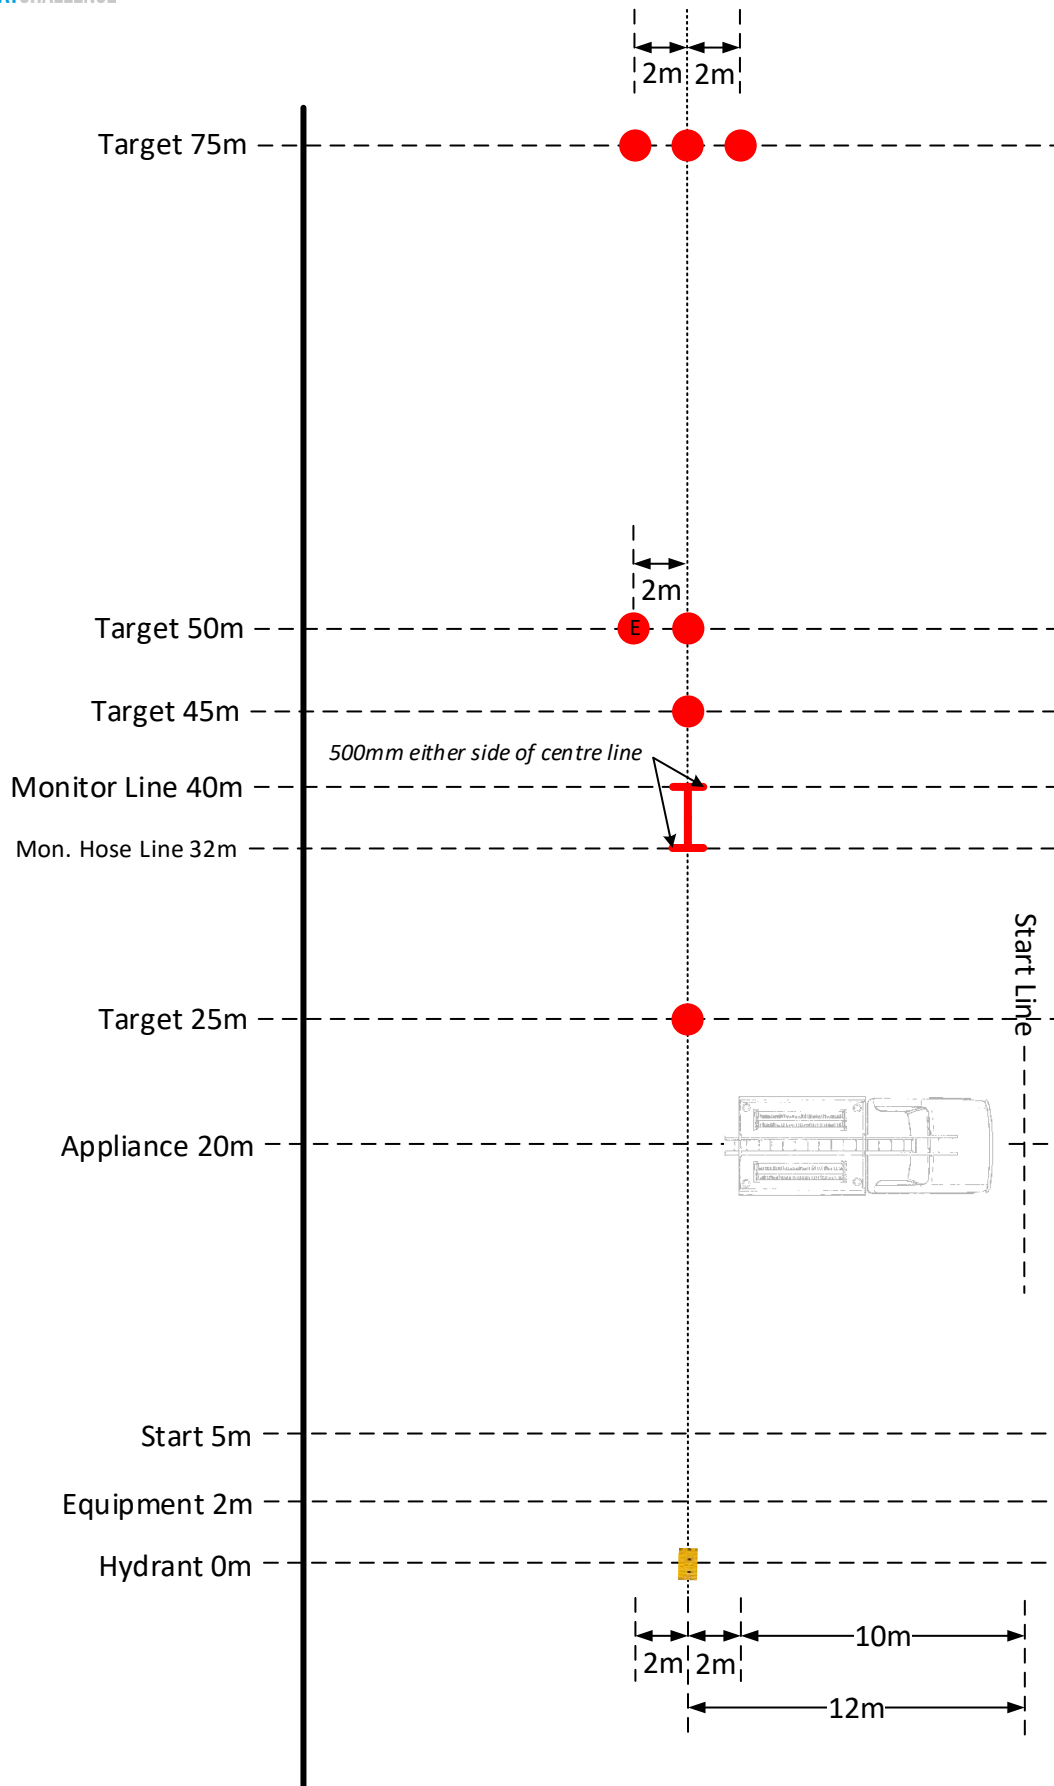 2m 2m
Target 75m
2m
Target 50m
E
Target 45m
500mm either side of centre line
Monitor Line 40m
Mon. Hose Line 32m
Start Line
Target 25m
Appliance 20m
Start 5m
Equipment 2m
Hydrant 0m
10m
2m 2m
12m